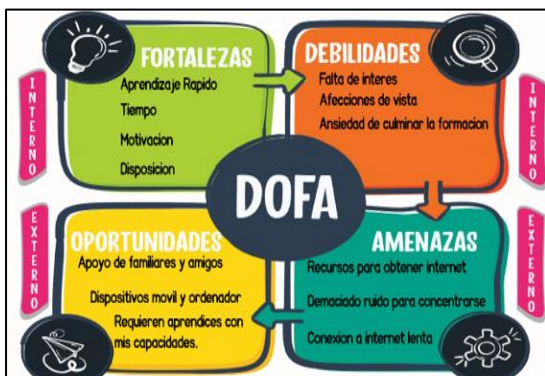 FORTALEZAS
Aprendizaje Rapido
Tiempo
Motivacion
Disposicion
DEBILIDADES
Falta de interes
Afecciones de vista
Ansiedad de culminar la formacion
INTERNO
INTERNO
DOFA
EXTERNO
EXTERNO
OPORTUNIDADES
Apoyo de familiares y amigos
Dispositivos movil y ordenador
Requieren aprendices con
mis capacidades.
AMENAZAS
Recursos para obtener internet
Demaciado ruido para concentrarse
Conexion a internet lenta